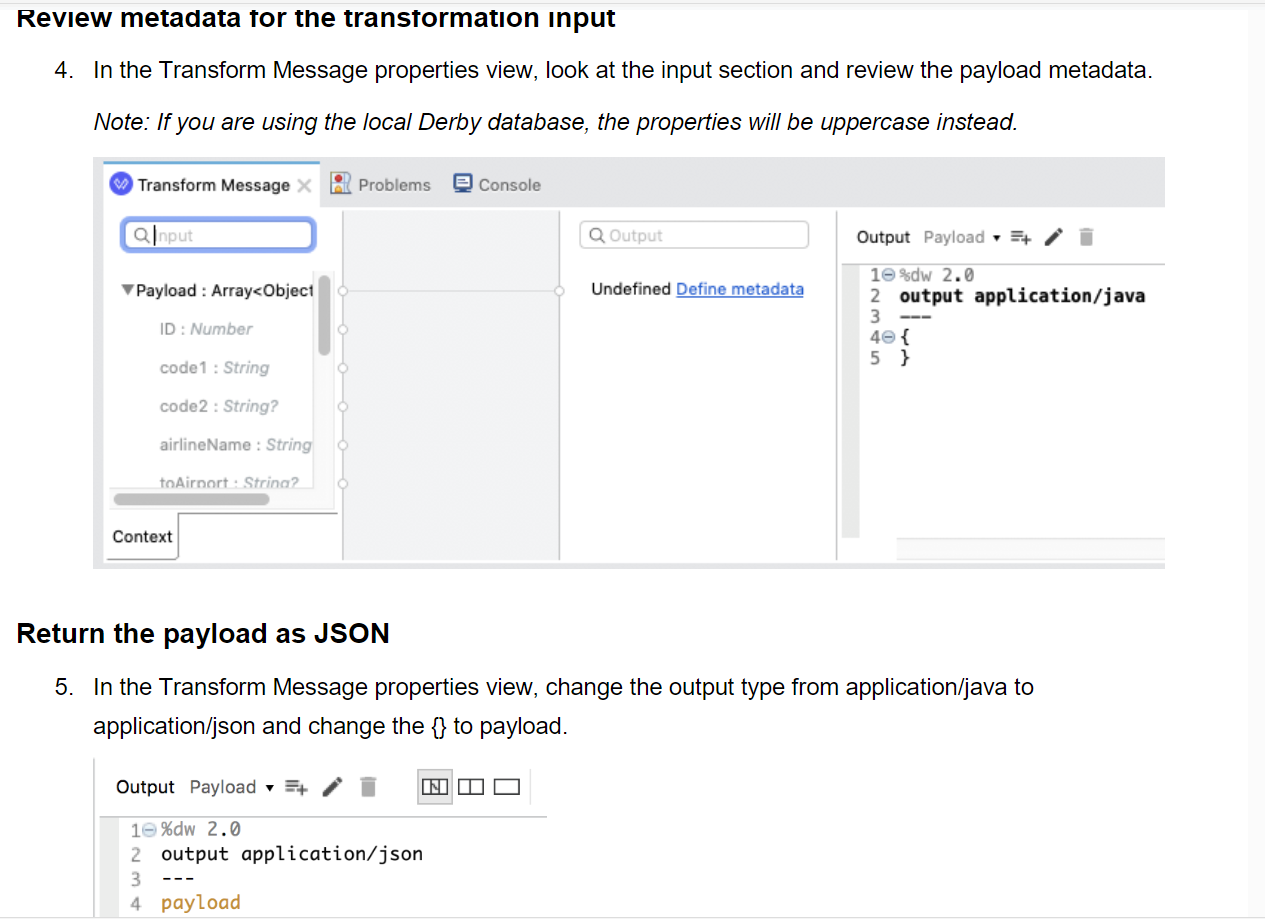 Review metadata for the transformation input
4. In the Transform Message properties view, look at the input section and review the payload metadata.
Note: If you are using the local Derby database, the properties will be uppercase instead.
Transform Message Problems Console
Input
Output
Output Payload
Payload : Array<Object
Undefined Define metadata
ID : Number
code1 : String
code2 : String?
airlineName : String
toAirport : String?
Context
1 %dw 2.0
2 output application/java
3 ---
4 {
5 }
Return the payload as JSON
5. In the Transform Message properties view, change the output type from application/java to
application/json and change the {} to payload.
Output Payload
1 %dw 2.0
2 output application/json
3 ---
4 payload